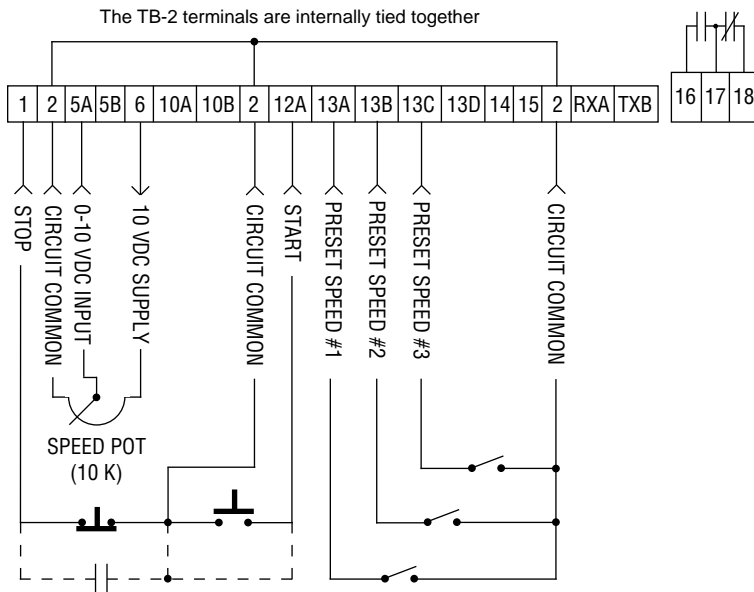 The TB-2 terminals are internally tied together
1 2 5A 5B 6 10A 10B 2 12A 13A 13B 13C 13D 14 15 2 RXA TXB
16 17 18
STOP
CIRCUIT COMMON
0-10 VDC INPUT
10 VDC SUPPLY
CIRCUIT COMMON
START
PRESET SPEED #1
PRESET SPEED #2
PRESET SPEED #3
CIRCUIT COMMON
SPEED POT
(10 K)